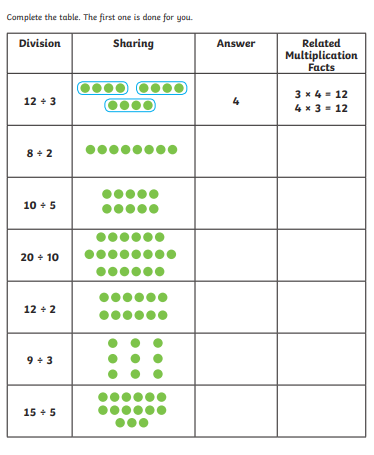 Complete the table. The first one is done for you.
Division Sharing Answer Related
Multiplication
Facts
12 ÷ 3 4 3 × 4 = 12
4 × 3 = 12
8 ÷ 2
10 ÷ 5
20 ÷ 10
12 ÷ 2
9 ÷ 3
15 ÷ 5